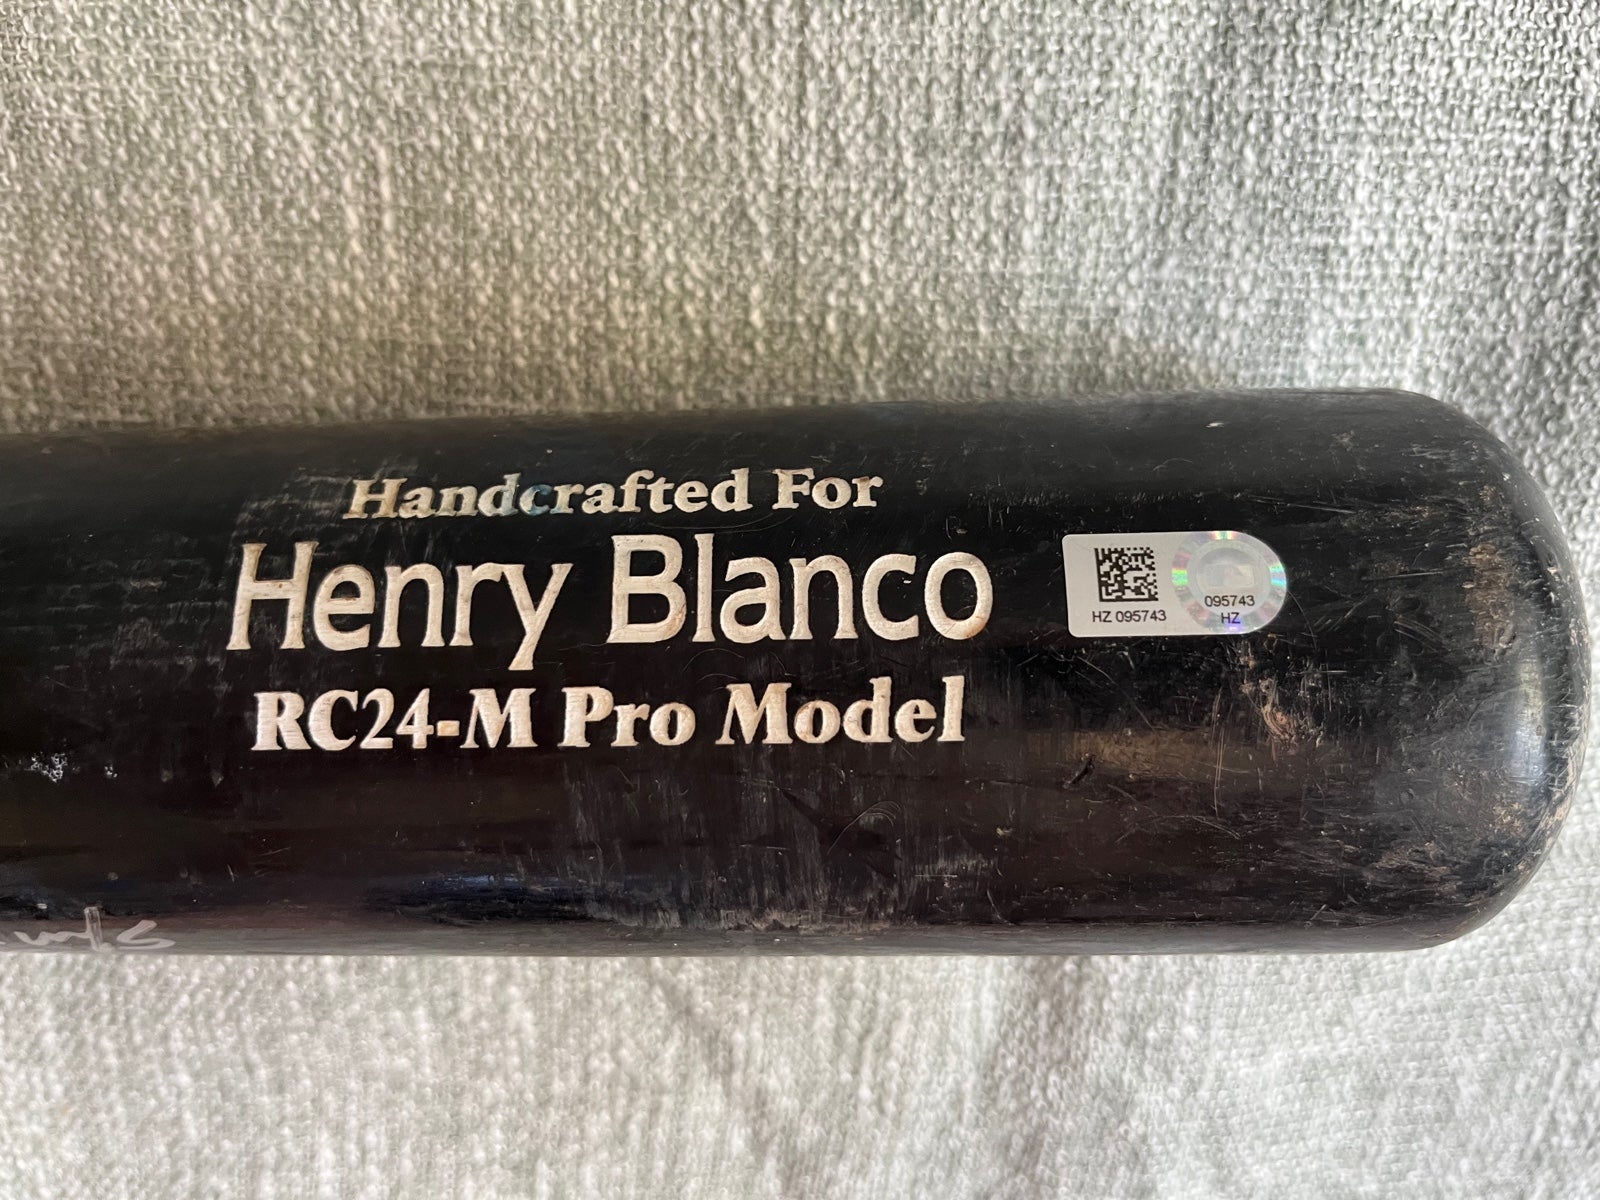 Handcrafted For
Henry Blanco
RC24-M Pro Model
HZ 095743
095743
HZ